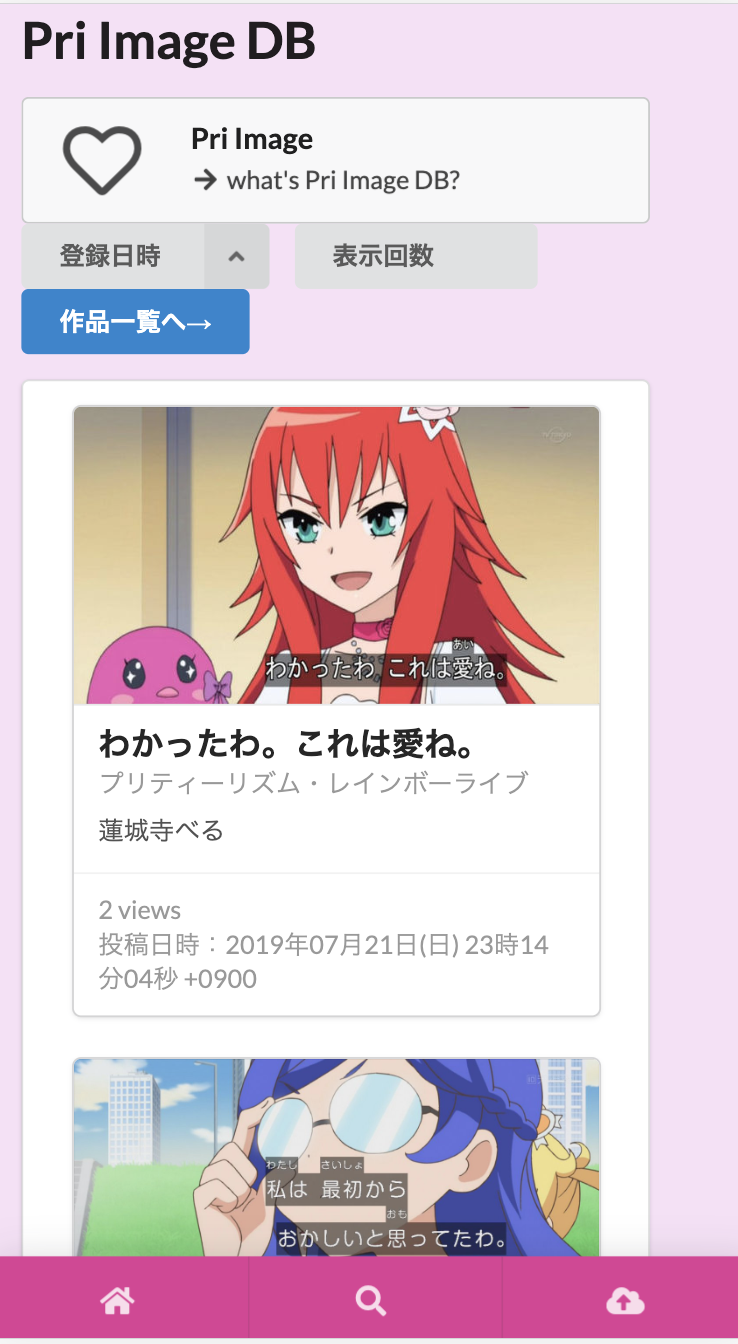 Pri Image DB
Pri Image
→ what's Pri Image DB?
登録日時
表示回数
作品一覧へ→
あい
わかったわ。これは愛ね。
わかったわ。これは愛ね。
プリティーリズム・レインボーライブ
蓮城寺べる
2 views
投稿日時：2019年07月21日(日) 23時14
分04秒 +0900
わたし さいしょ
私は 最初から
おも
おかしいと思ってたわ。